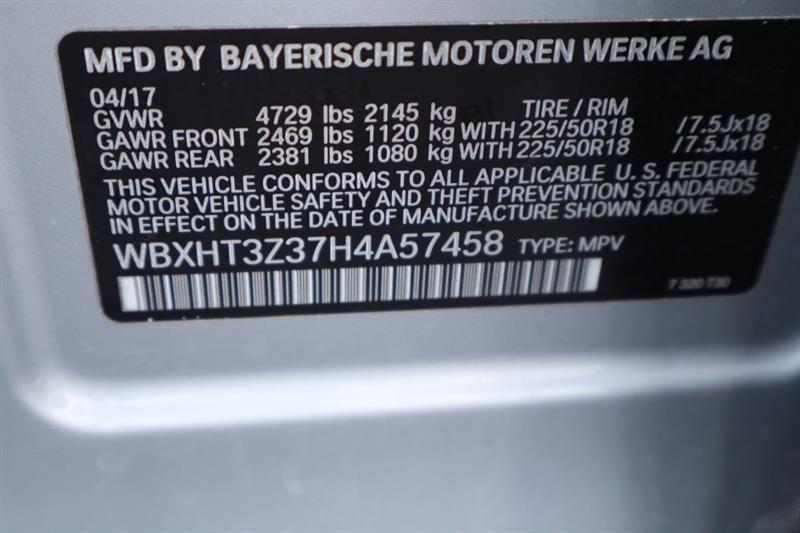 MFD BY BAYERISCHE MOTOREN WERKE AG
04/17
GVWR 4729 lbs 2145 kg TIRE / RIM
GAWR FRONT 2469 lbs 1120 kg WITH 225/50R18 /7.5Jx18
GAWR REAR 2381 lbs 1080 kg WITH 225/50R18 /7.5Jx18
THIS VEHICLE CONFORMS TO ALL APPLICABLE U. S. FEDERAL
MOTOR VEHICLE SAFETY AND THEFT PREVENTION STANDARDS
IN EFFECT ON THE DATE OF MANUFACTURE SHOWN ABOVE.
WBXHT3Z37H4A57458 TYPE: MPV
7 320 730